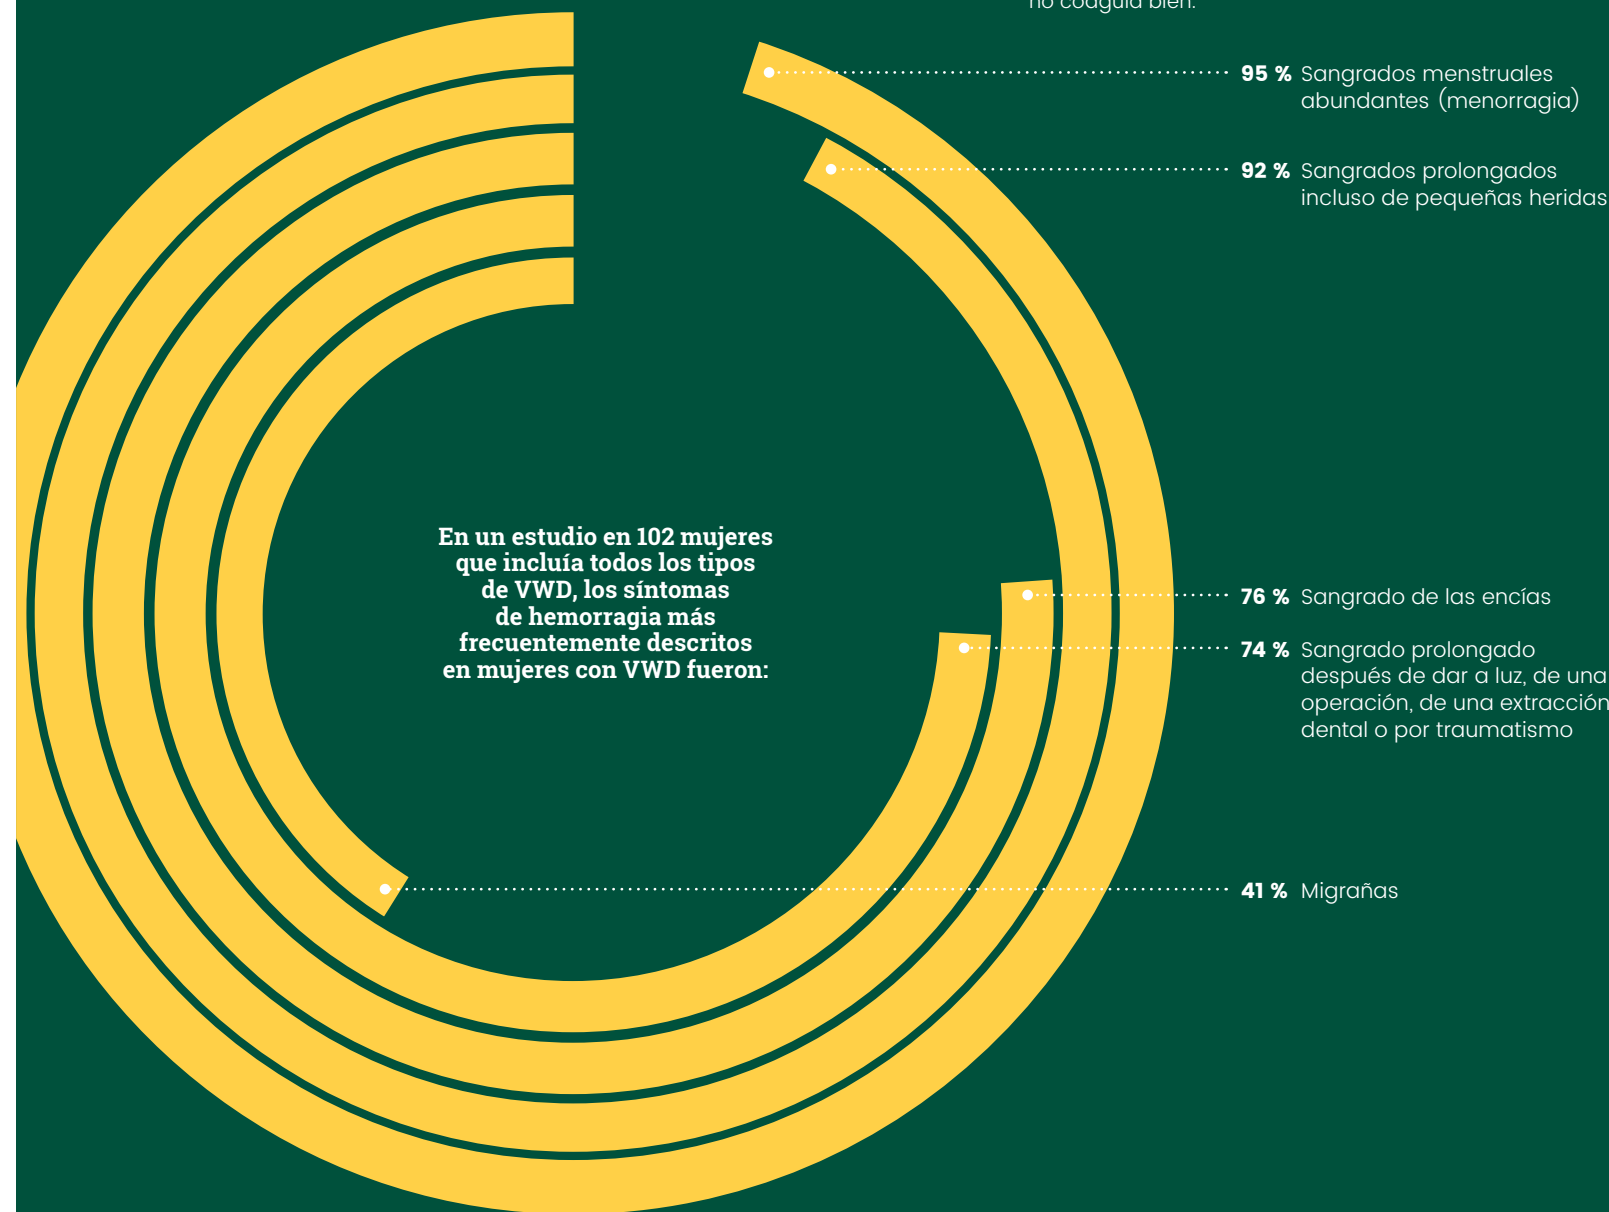 no coagula bien.
95 % Sangrados menstruales
abundantes (menorragia)
92 % Sangrados prolongados
incluso de pequeñas heridas
En un estudio en 102 mujeres
que incluía todos los tipos
de VWD, los síntomas
de hemorragia más
frecuentemente descritos
en mujeres con VWD fueron:
76 % Sangrado de las encías
74 % Sangrado prolongado
después de dar a luz, de una
operación, de una extracción
dental o por traumatismo
41 % Migrañas